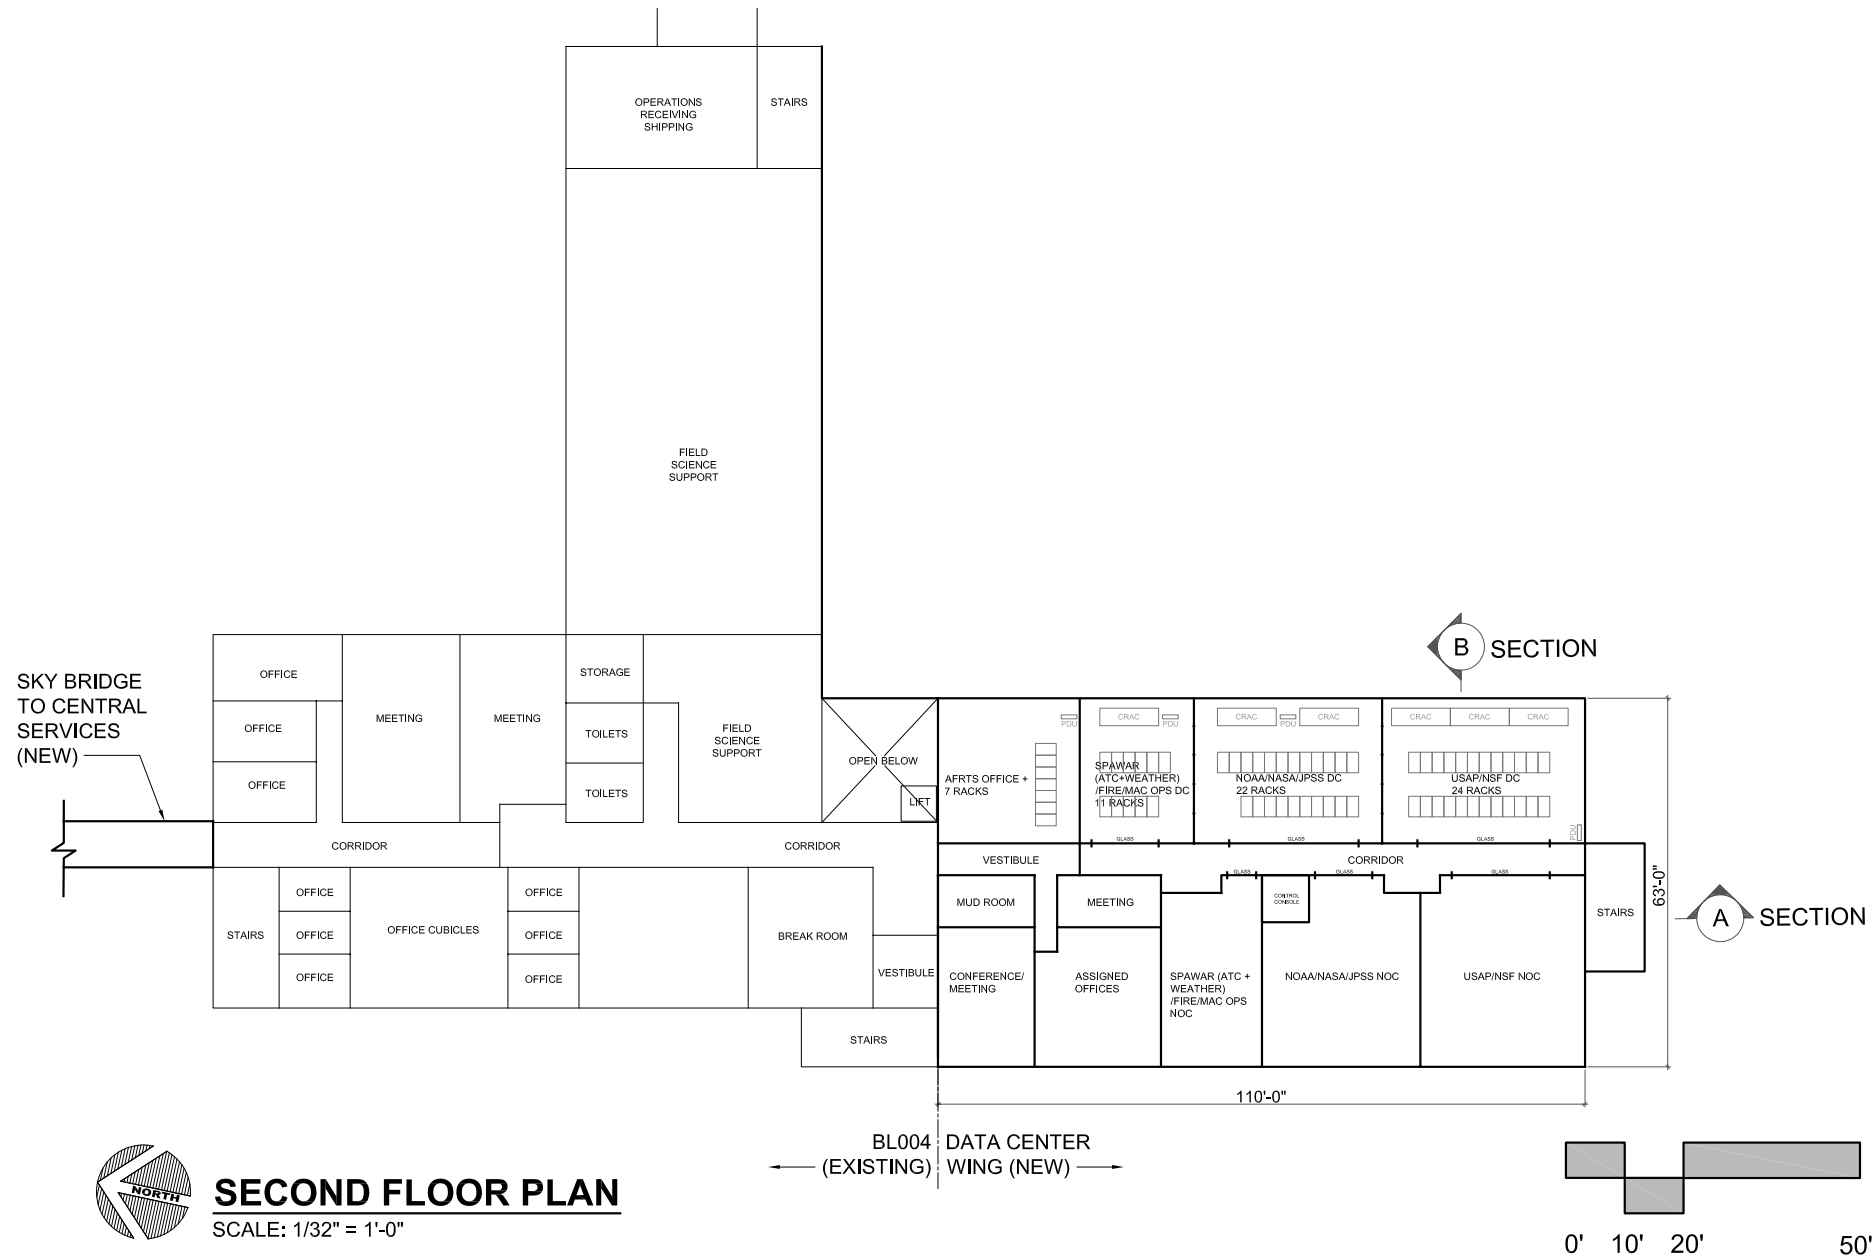 OPERATIONS
RECEIVING
SHIPPING
STAIRS
FIELD
SCIENCE
SUPPORT
SKY BRIDGE
TO CENTRAL
SERVICES
(NEW)
OFFICE
OFFICE
OFFICE
MEETING
MEETING
STORAGE
TOILETS
TOILETS
FIELD
SCIENCE
SUPPORT
OPEN BELOW
LIFT
CORRIDOR
CORRIDOR
STAIRS
OFFICE
OFFICE
OFFICE
OFFICE CUBICLES
OFFICE
OFFICE
OFFICE
BREAK ROOM
VESTIBULE
STAIRS
B SECTION
PDU
CRAC
PDU
CRAC
PDU
CRAC
CRAC
CRAC
CRAC
AFRTS OFFICE +
7 RACKS
SPAWAR
(ATC+WEATHER)
/FIRE/MAC OPS DC
11 RACKS
NOAA/NASA/JPSS DC
22 RACKS
USAP/NSF DC
24 RACKS
PDU
GLASS
GLASS
GLASS
VESTIBULE
CORRIDOR
GLASS
GLASS
GLASS
MUD ROOM
MEETING
CONTROL
CONSOLE
STAIRS
63'-0"
A SECTION
CONFERENCE/
MEETING
ASSIGNED
OFFICES
SPAWAR (ATC +
WEATHER)
/FIRE/MAC OPS
NOC
NOAA/NASA/JPSS NOC
USAP/NSF NOC
110'-0"
BL004
(EXISTING)
DATA CENTER
WING (NEW)
NORTH
SECOND FLOOR PLAN
SCALE: 1/32" = 1'-0"
0' 10' 20' 50'